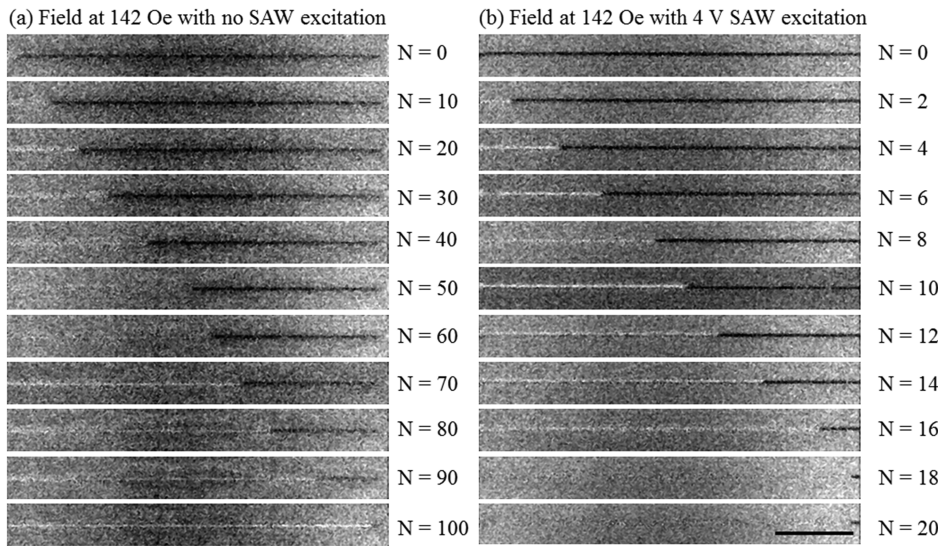 (a) Field at 142 Oe with no SAW excitation
N = 0
N = 10
N = 20
N = 30
N = 40
N = 50
N = 60
N = 70
N = 80
N = 90
N = 100
(b) Field at 142 Oe with 4 V SAW excitation
N = 0
N = 2
N = 4
N = 6
N = 8
N = 10
N = 12
N = 14
N = 16
N = 18
N = 20